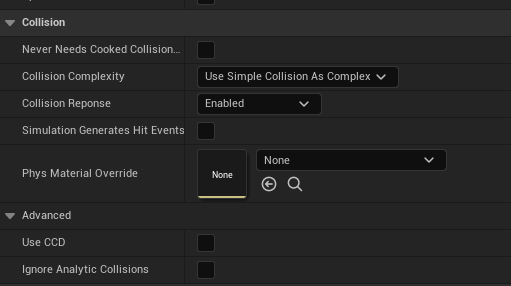 Collision
Never Needs Cooked Collision...
Collision Complexity
Use Simple Collision As Complex
Collision Reponse
Enabled
Simulation Generates Hit Events
Phys Material Override
None
None
Advanced
Use CCD
Ignore Analytic Collisions